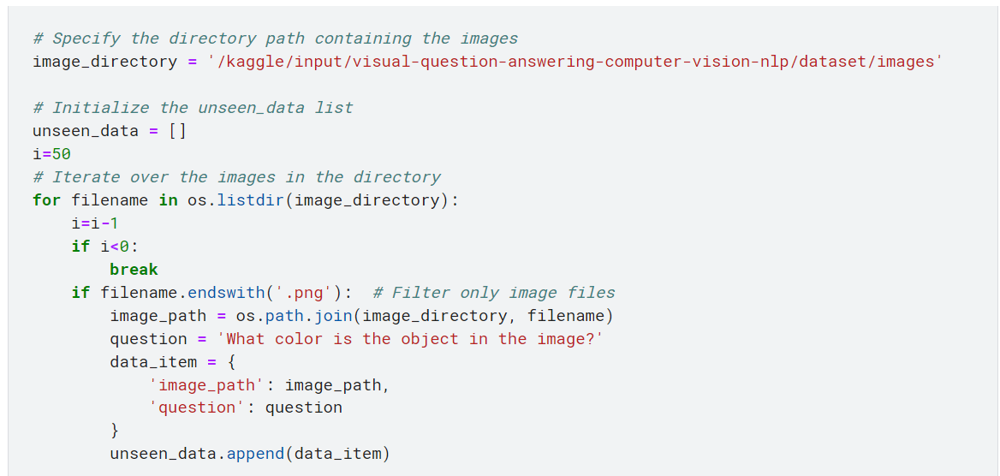 # Specify the directory path containing the images
image_directory = '/kaggle/input/visual-question-answering-computer-vision-nlp/dataset/images'

# Initialize the unseen_data list
unseen_data = []
i=50
# Iterate over the images in the directory
for filename in os.listdir(image_directory):
    i=i-1
    if i<0:
        break
    if filename.endswith('.png'):  # Filter only image files
        image_path = os.path.join(image_directory, filename)
        question = 'What color is the object in the image?'
        data_item = {
            'image_path': image_path,
            'question': question
        }
        unseen_data.append(data_item)